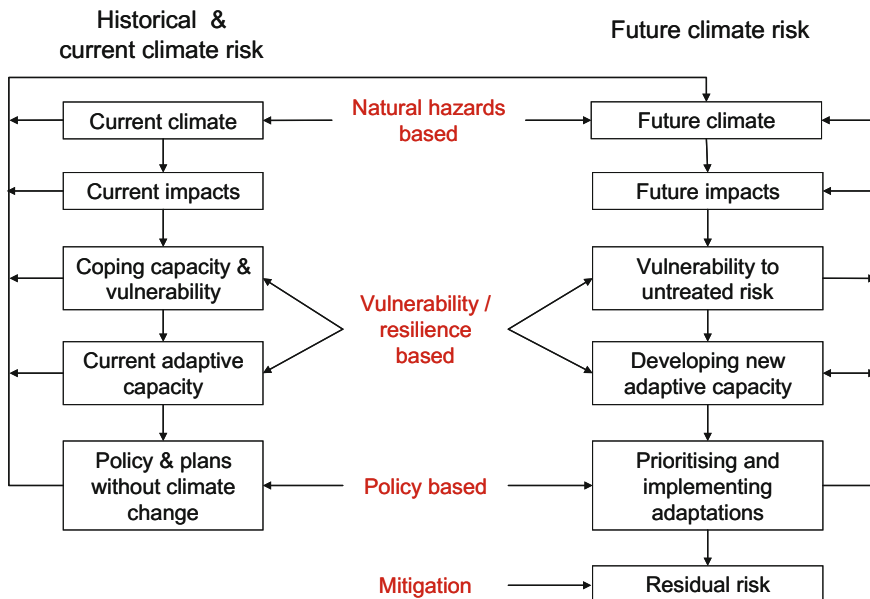 Historical &
current climate risk
Future climate risk
Current climate
Natural hazards
based
Future climate
Current impacts
Future impacts
Coping capacity &
vulnerability
Vulnerability to
untreated risk
Vulnerability /
resilience
based
Current adaptive
capacity
Developing new
adaptive capacity
Policy & plans
without climate
change
Policy based
Prioritising and
implementing
adaptations
Mitigation
Residual risk